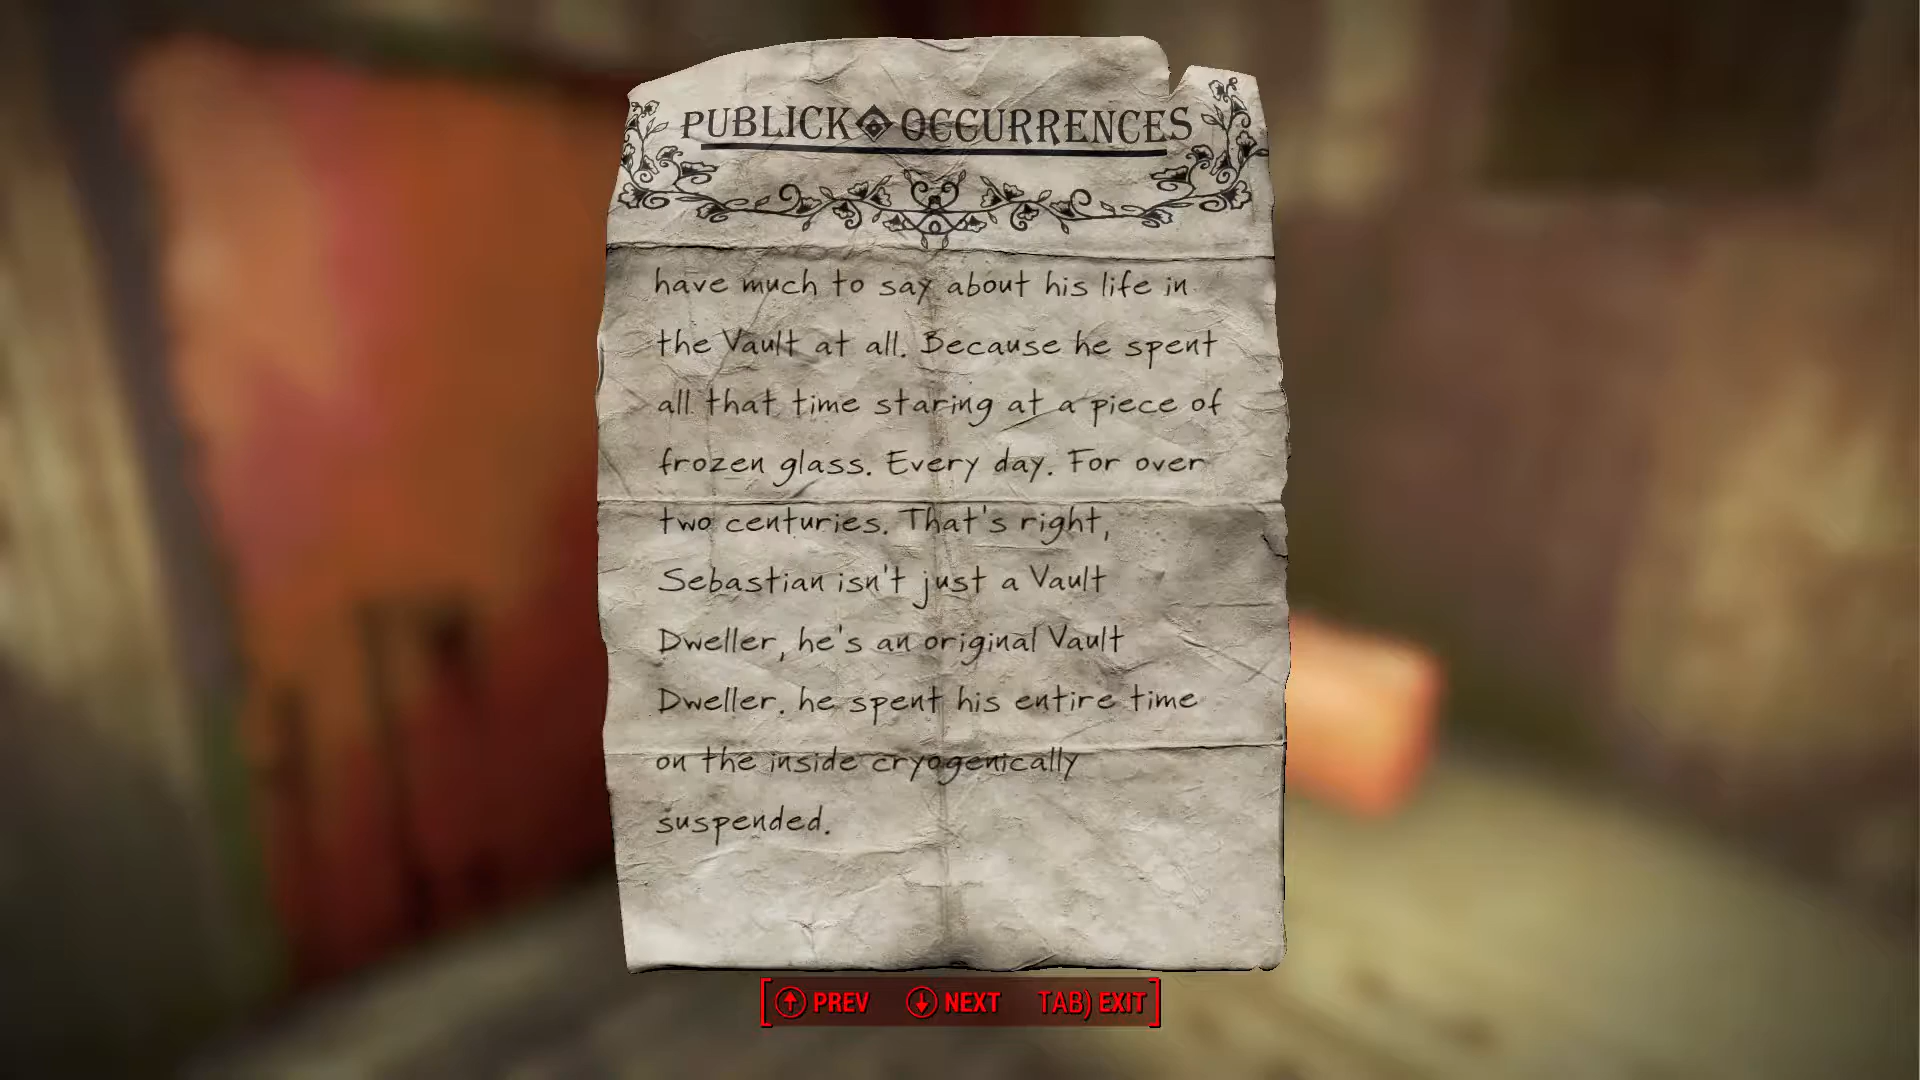 PUBLICK OCCURRENCES
have much to say about his life in
the Vault at all. Because he spent
all that time staring at a piece of
frozen glass. Every day. For over
two centuries. That's right,
Sebastian isn't just a Vault
Dweller, he's an original Vault
Dweller. he spent his entire time
on the inside cryogenically
suspended.
PREV NEXT TAB) EXIT